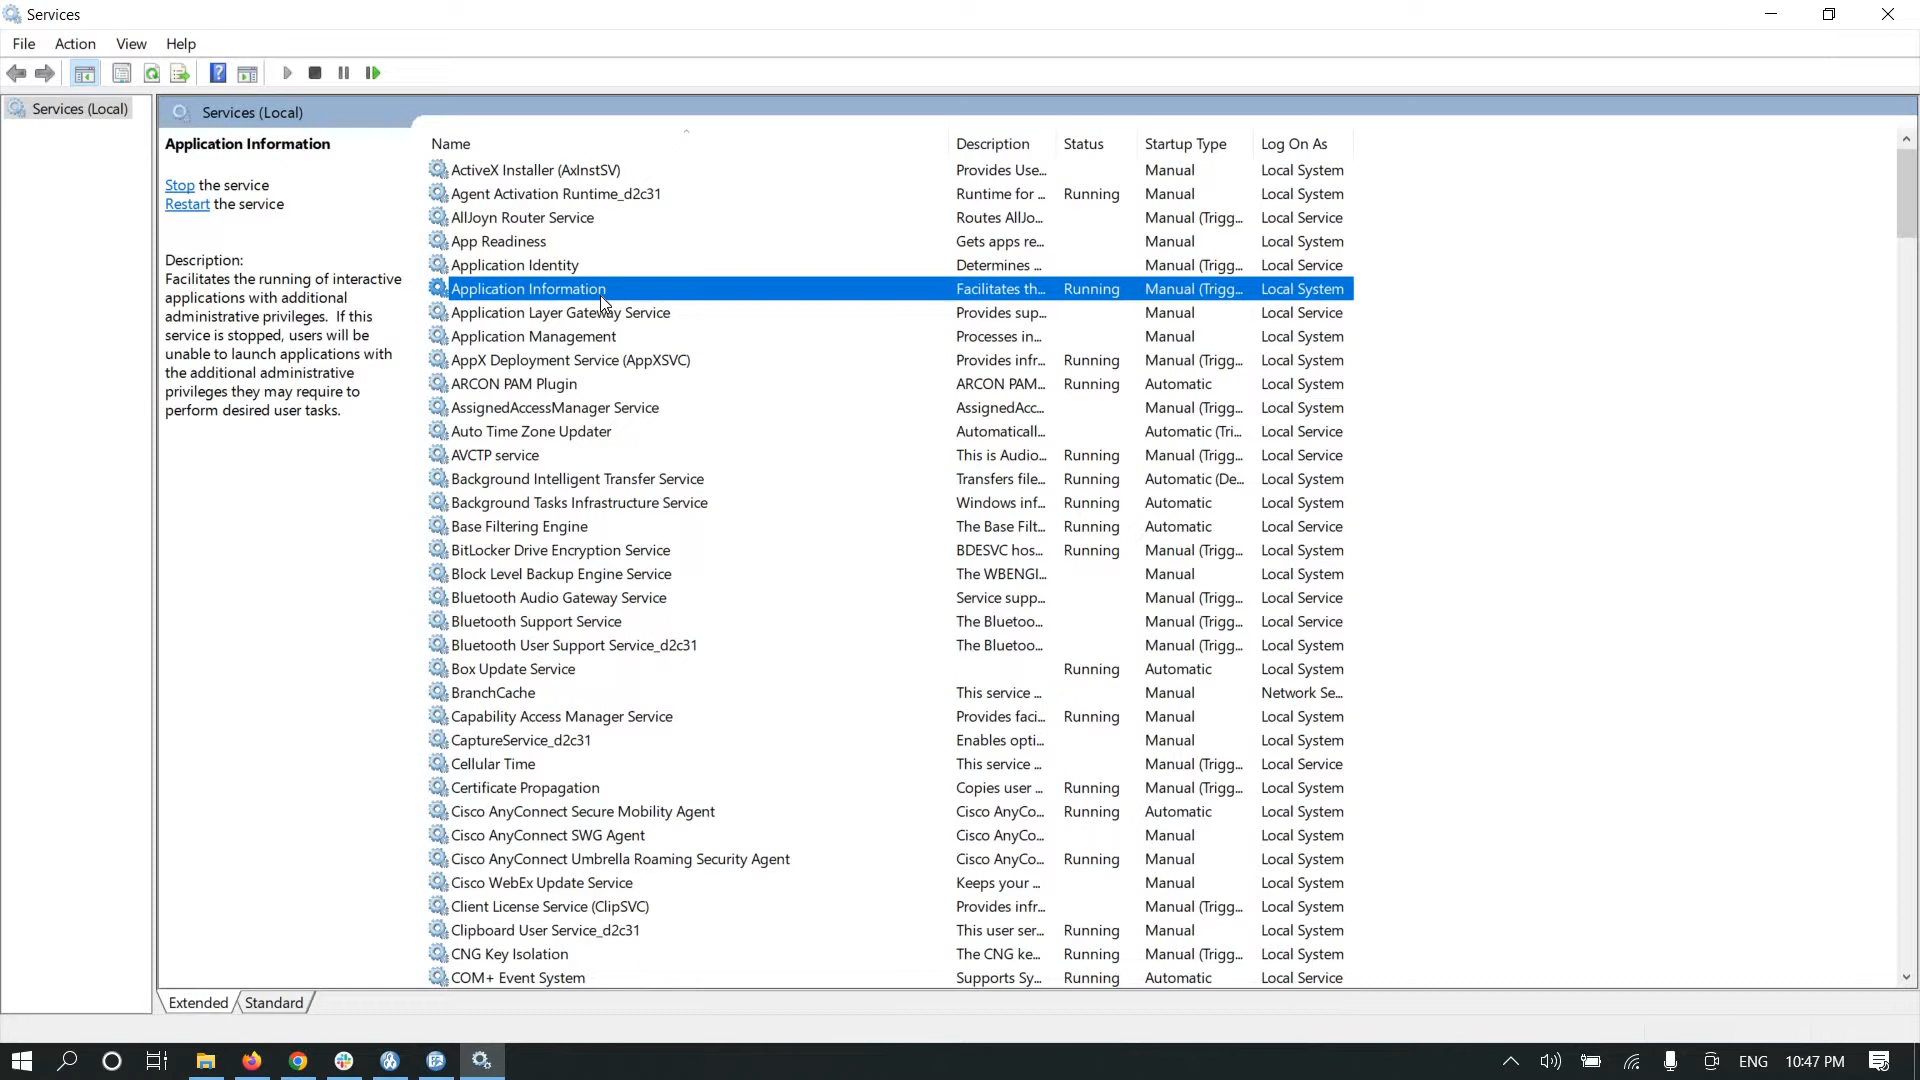 Services
File Action View Help
Services (Local)
Services (Local)
Application Information
Stop the service
Restart the service
Description:
Facilitates the running of interactive
applications with additional
administrative privileges. If this
service is stopped, users will be
unable to launch applications with
the additional administrative
privileges they may require to
perform desired user tasks.
Name Description Status Startup Type Log On As
ActiveX Installer (AxInstSV) Provides Use... Manual Local System
Agent Activation Runtime_d2c31 Runtime for ... Running Manual Local System
AllJoyn Router Service Routes AllJo... Manual (Trigg... Local Service
App Readiness Gets apps re... Manual Local System
Application Identity Determines ... Manual (Trigg... Local Service
Application Information Facilitates th... Running Manual (Trigg... Local System
Application Layer Gateway Service Provides sup... Manual Local Service
Application Management Processes in... Manual Local System
AppX Deployment Service (AppXSVC) Provides infr... Running Manual (Trigg... Local System
ARCON PAM Plugin ARCON PAM... Running Automatic Local System
AssignedAccessManager Service AssignedAcc... Manual (Trigg... Local System
Auto Time Zone Updater Automaticall... Automatic (Tri... Local Service
AVCTP service This is Audio... Running Manual (Trigg... Local Service
Background Intelligent Transfer Service Transfers file... Running Automatic (De... Local System
Background Tasks Infrastructure Service Windows inf... Running Automatic Local System
Base Filtering Engine The Base Filt... Running Automatic Local Service
BitLocker Drive Encryption Service BDESVC hos... Running Manual (Trigg... Local System
Block Level Backup Engine Service The WBENGI... Manual Local System
Bluetooth Audio Gateway Service Service supp... Manual (Trigg... Local Service
Bluetooth Support Service The Bluetoo... Manual (Trigg... Local Service
Bluetooth User Support Service_d2c31 The Bluetoo... Manual (Trigg... Local System
Box Update Service Running Automatic Local System
BranchCache This service ... Manual Network Se...
Capability Access Manager Service Provides faci... Running Manual Local System
CaptureService_d2c31 Enables opti... Manual Local System
Cellular Time This service ... Manual (Trigg... Local Service
Certificate Propagation Copies user ... Running Manual (Trigg... Local System
Cisco AnyConnect Secure Mobility Agent Cisco AnyCo... Running Automatic Local System
Cisco AnyConnect SWG Agent Cisco AnyCo... Manual Local System
Cisco AnyConnect Umbrella Roaming Security Agent Cisco AnyCo... Running Manual Local System
Cisco WebEx Update Service Keeps your ... Manual Local System
Client License Service (ClipSVC) Provides infr... Manual (Trigg... Local System
Clipboard User Service_d2c31 This user ser... Running Manual Local System
CNG Key Isolation The CNG ke... Running Manual (Trigg... Local System
COM+ Event System Supports Sy... Running Automatic Local Service
Extended Standard
ENG 10:47 PM